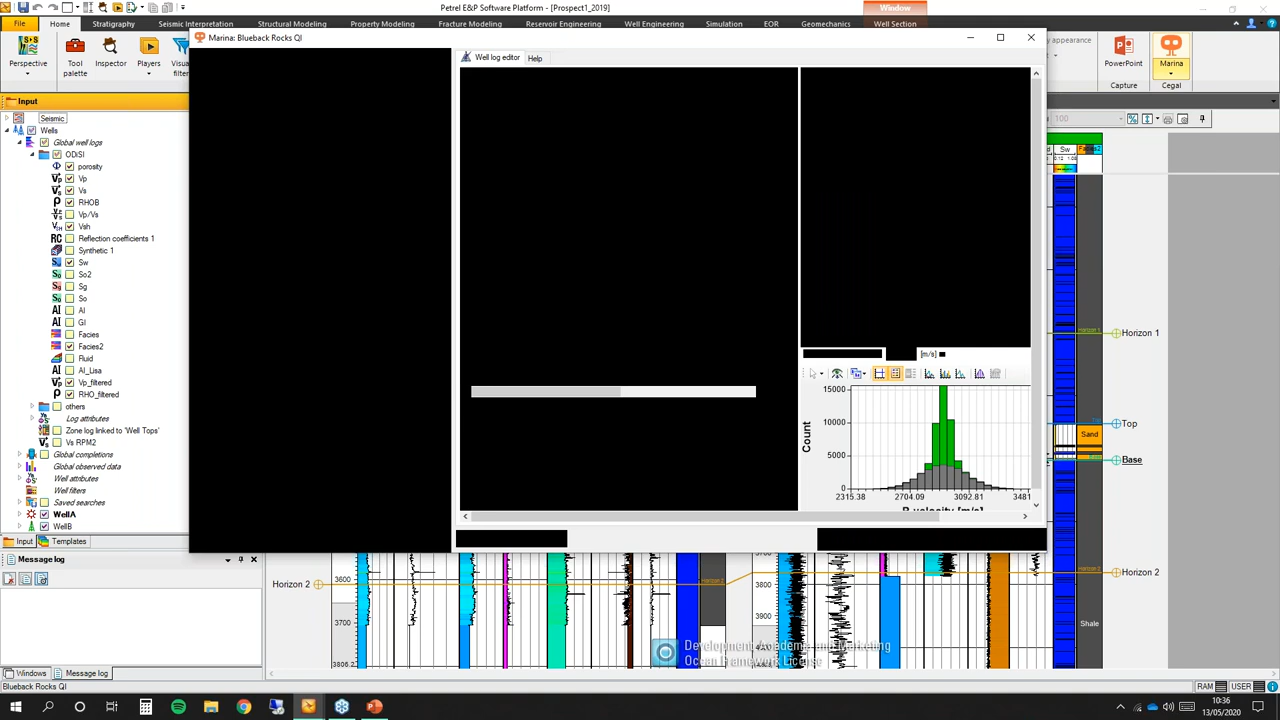 Petrel E&P Software Platform - [Prospect1_2019]
Window
File
Home
Stratigraphy
Seismic Interpretation
Structural Modeling
Property Modeling
Fracture Modeling
Reservoir Engineering
Well Engineering
Simulation
EOR
Geomechanics
Well Section
Perspective
Tool palette
Inspector
Players
Visual
filter
Marina: Blueback Rocks QI
Well log editor
Help
y appearance
PowerPoint
Marina
Capture
Cegal
Input
Seismic
Wells
Global well logs
ODiSI
porosity
Vp
Vs
RHOB
Vp/Vs
Vsh
Reflection coefficients 1
Synthetic 1
Sw
So2
Sg
So
AI
GI
Facies
Facies2
Fluid
AI_Lisa
Vp_filtered
RHO_filtered
others
Log attributes
Zone log linked to 'Well Tops'
Vs RPM2
Global completions
Global observed data
Well attributes
Well filters
Saved searches
WellA
WellB
Input
Templates
Message log
Windows
Message log
Blueback Rocks QI
[m/s]
Count
15000
10000
5000
0
2315.38
2704.09
3092.81
3481
100
Sw
Horizon 1
Top
Sand
Base
Horizon 2
Shale
Horizon 2
3600
3700
3806.2
3800
3900
Development/Academic and Marketing
Ocean Framework License
RAM
USER
10:36
13/05/2020